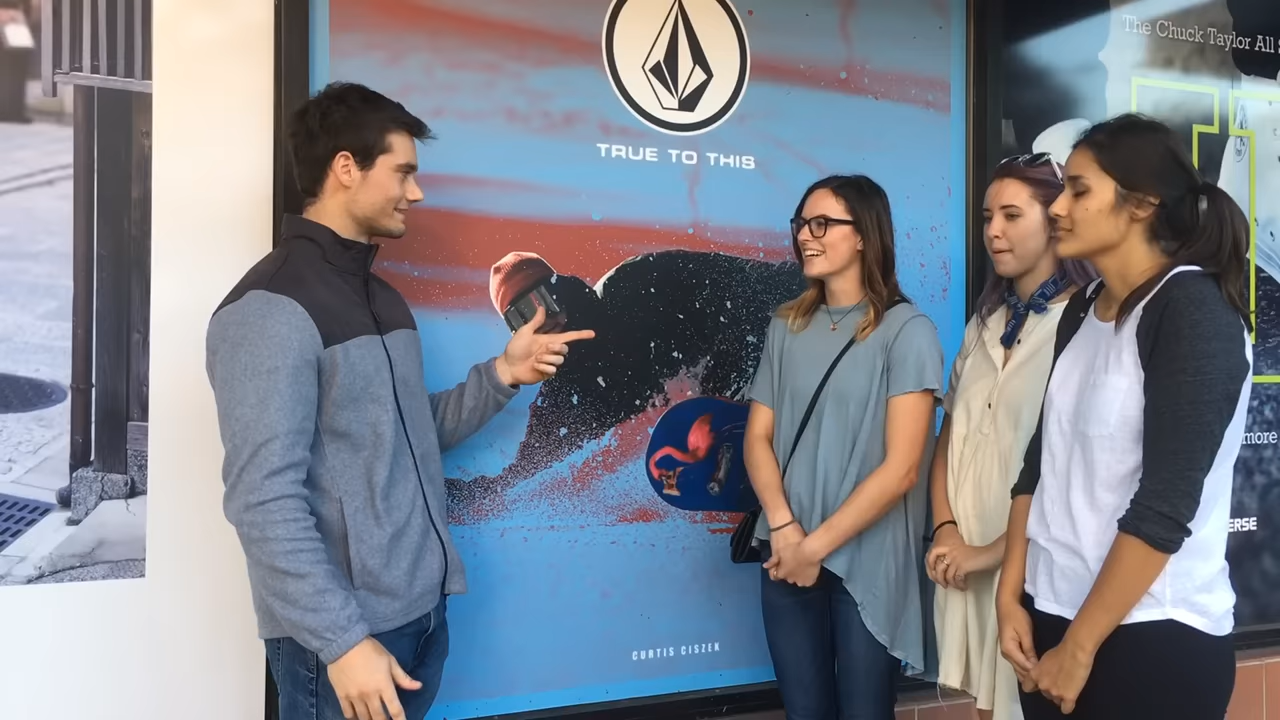 TRUE TO THIS
CURTIS CISZEK
The Chuck Taylor All
more
ERSE